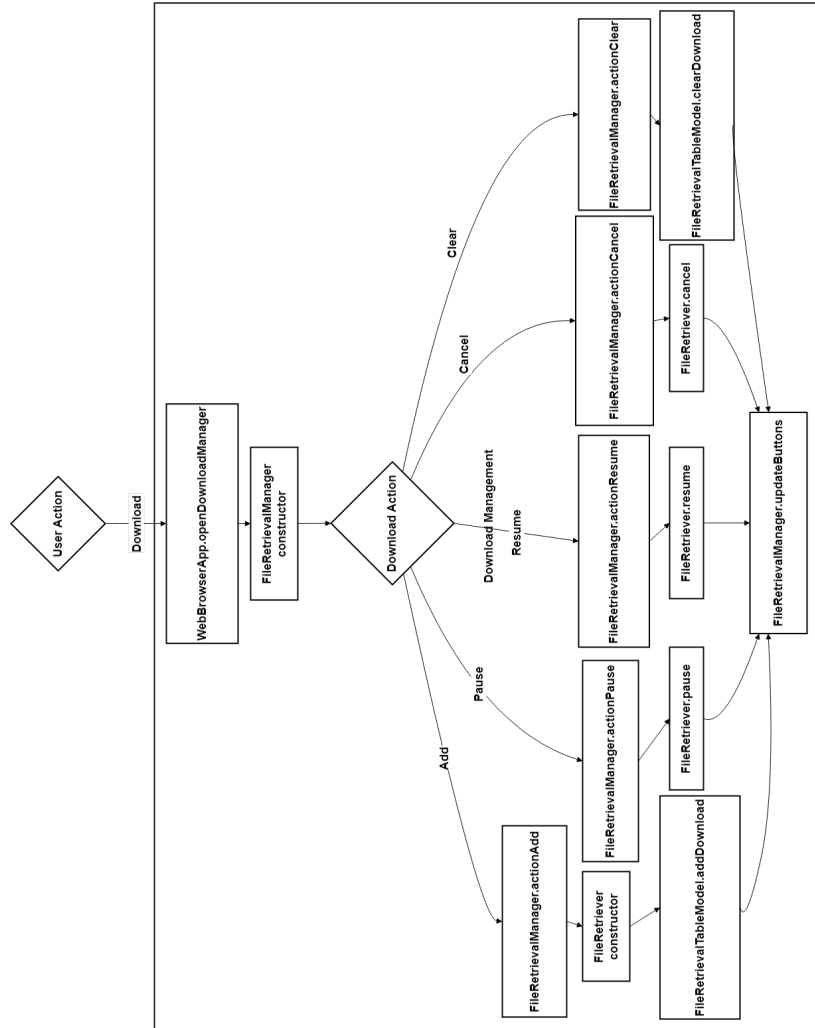 User Action
Download
WebBrowserApp.openDownloadManager
FileRetrievalManager
constructor
Download Action
Add
Pause
Download Management
Resume
Cancel
Clear
FileRetrievalManager.actionAdd
FileRetriever
constructor
FileRetrievalTableModel.addDownload
FileRetrievalManager.actionPause
FileRetriever.pause
FileRetrievalManager.actionResume
FileRetriever.resume
FileRetrievalManager.actionCancel
FileRetriever.cancel
FileRetrievalManager.actionClear
FileRetrievalTableModel.clearDownload
FileRetrievalManager.updateButtons